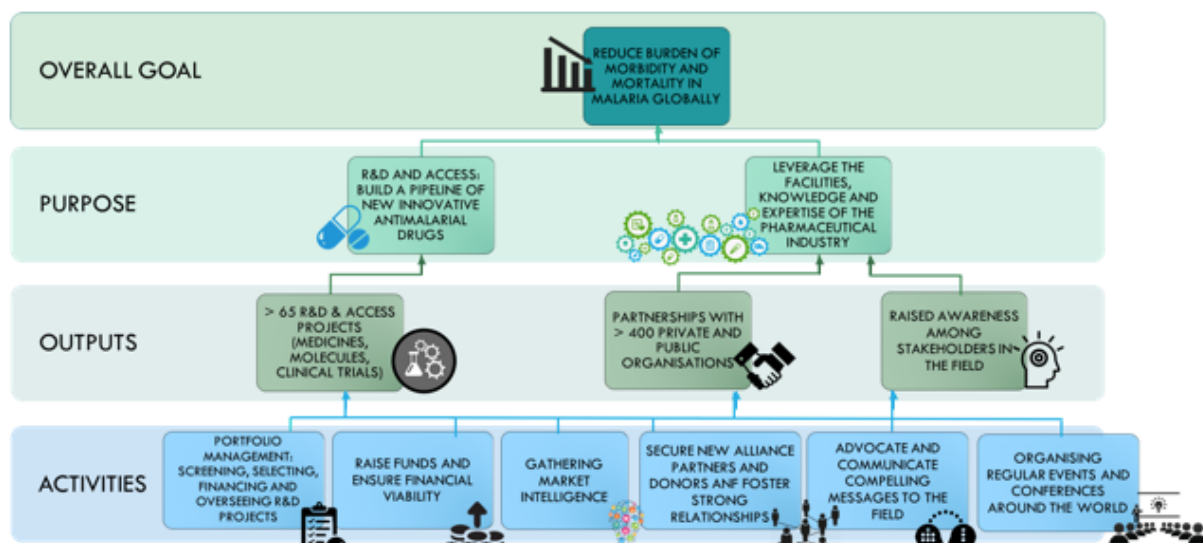 OVERALL GOAL
REDUCE BURDEN OF
MORBIDITY AND
MORTALITY IN
MALARIA GLOBALLY
PURPOSE
R&D AND ACCESS:
BUILD A PIPELINE OF
NEW INNOVATIVE
ANTIMALARIAL
DRUGS
LEVERAGE THE
FACILITIES,
KNOWLEDGE AND
EXPERTISE OF THE
PHARMACEUTICAL
INDUSTRY
OUTPUTS
> 65 R&D & ACCESS
PROJECTS
(MEDICINES,
MOLECULES,
CLINICAL TRIALS)
PARTNERSHIPS WITH
> 400 PRIVATE AND
PUBLIC
ORGANISATIONS
RAISED AWARENESS
AMONG
STAKEHOLDERS IN
THE FIELD
ACTIVITIES
PORTFOLIO
MANAGEMENT:
SCREENING, SELECTING,
FINANCING AND
OVERSEEING R&D
PROJECTS
RAISE FUNDS AND
ENSURE FINANCIAL
VIABILITY
GATHERING
MARKET
INTELLIGENCE
SECURE NEW ALLIANCE
PARTNERS AND
DONORS ANF FOSTER
STRONG
RELATIONSHIPS
ADVOCATE AND
COMMUNICATE
COMPELLING
MESSAGES TO THE
FIELD
ORGANISING
REGULAR EVENTS AND
CONFERENCES
AROUND THE WORLD